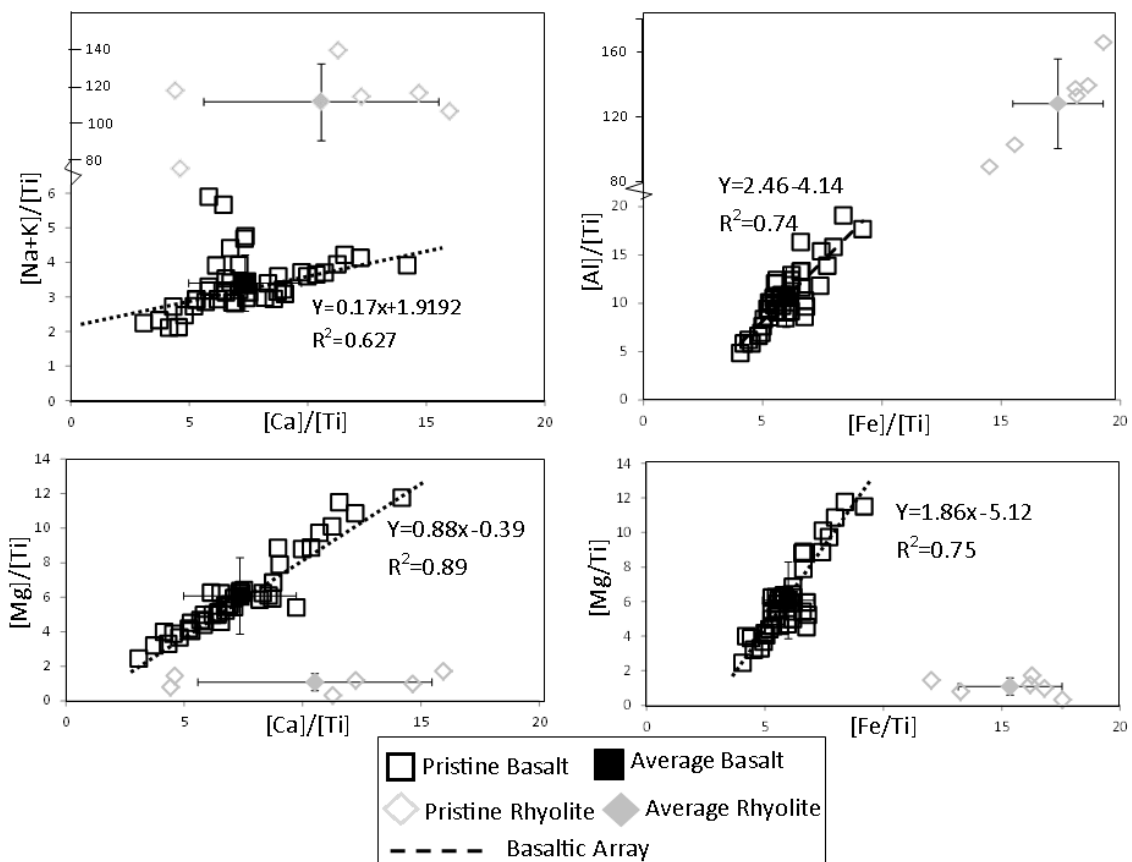 140
120
100
80
6
5
4
3
2
1
0
[Na+K]/[Ti]
Y=0.17x+1.9192
R²=0.627
0 5 10 15 20
[Ca]/[Ti]
160
130
80
20
15
10
5
0
[Al]/[Ti]
Y=2.46-4.14
R²=0.74
0 5 10 15 20
[Fe]/[Ti]
14
12
10
8
6
4
2
0
[Mg]/[Ti]
Y=0.88x-0.39
R²=0.89
5 10 15 20
[Ca]/[Ti]
14
12
10
8
6
4
2
0
[Mg/Ti]
Y=1.86x-5.12
R²=0.75
0 5 10 15 20
[Fe/Ti]
Pristine Basalt Average Basalt
Pristine Rhyolite Average Rhyolite
Basaltic Array